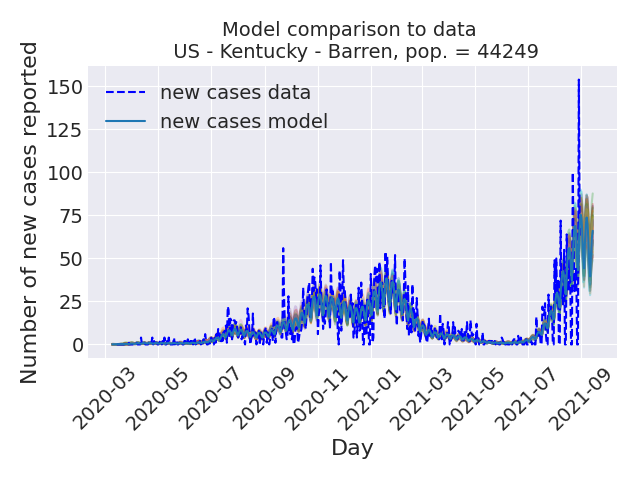 Model comparison to data
US - Kentucky - Barren, pop. = 44249
Number of new cases reported
150
125
100
75
50
25
0
new cases data
new cases model
2020-03
2020-05
2020-07
2020-09
2020-11
2021-01
2021-03
2021-05
2021-07
2021-09
Day